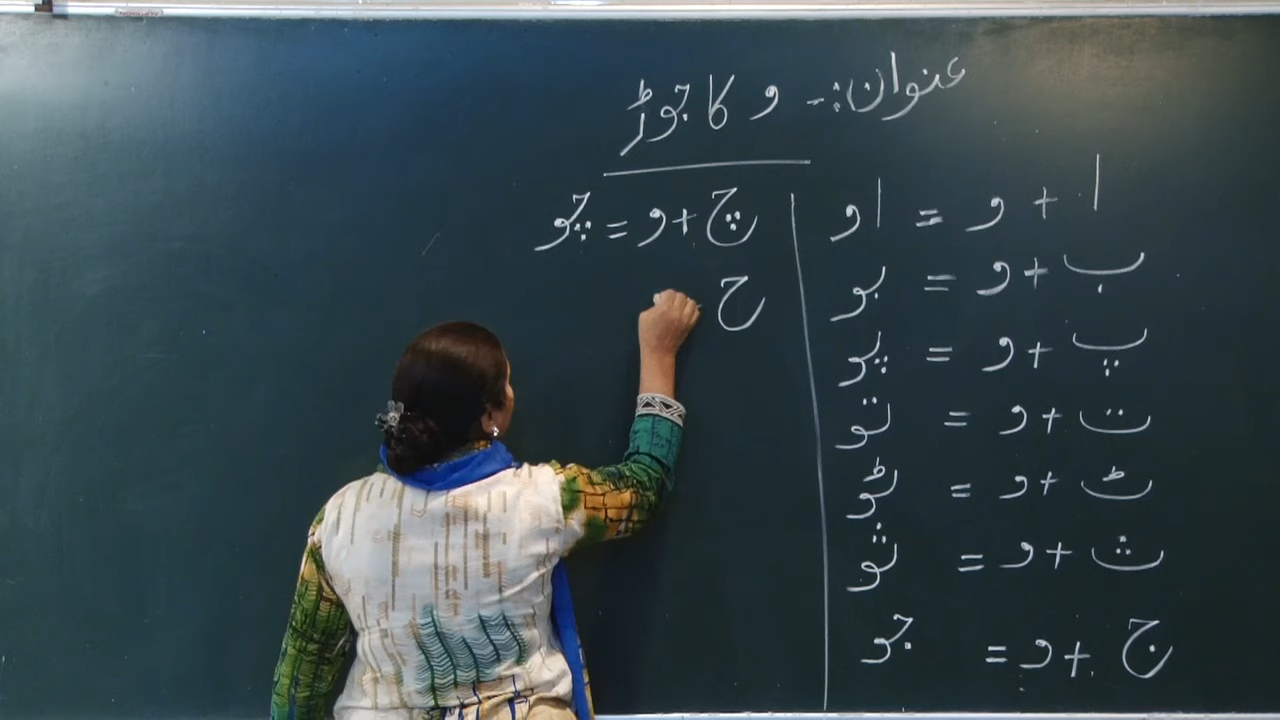 عنوان:- و کا جوڑ
ا + و = او
ب + و = بو
پ + و = پو
ت + و = تو
ٹ + و = ٹو
ث + و = ثو
ج + و = جو
چ + و = چو
ح